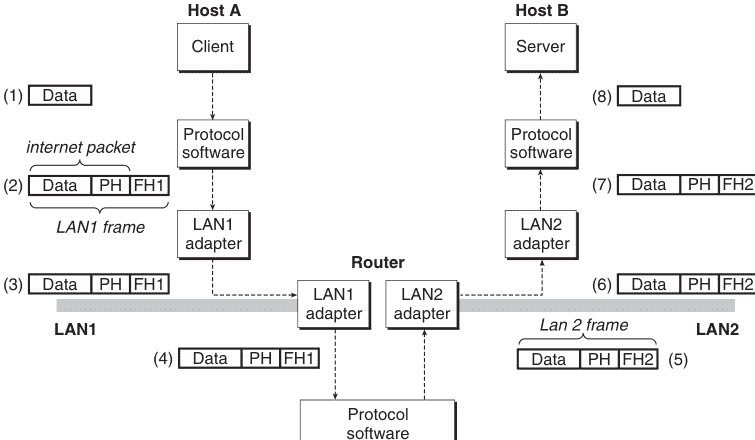 Host A
Host B
Client
Server
(1) Data
(8) Data
Protocol
software
Protocol
software
internet packet
(2) Data PH FH1
(7) Data PH FH2
LAN1 frame
LAN1
adapter
LAN2
adapter
Router
(3) Data PH FH1
(6) Data PH FH2
LAN1
adapter
LAN2
adapter
LAN1
Lan 2 frame
LAN2
(4) Data PH FH1
Data PH FH2 (5)
Protocol
software